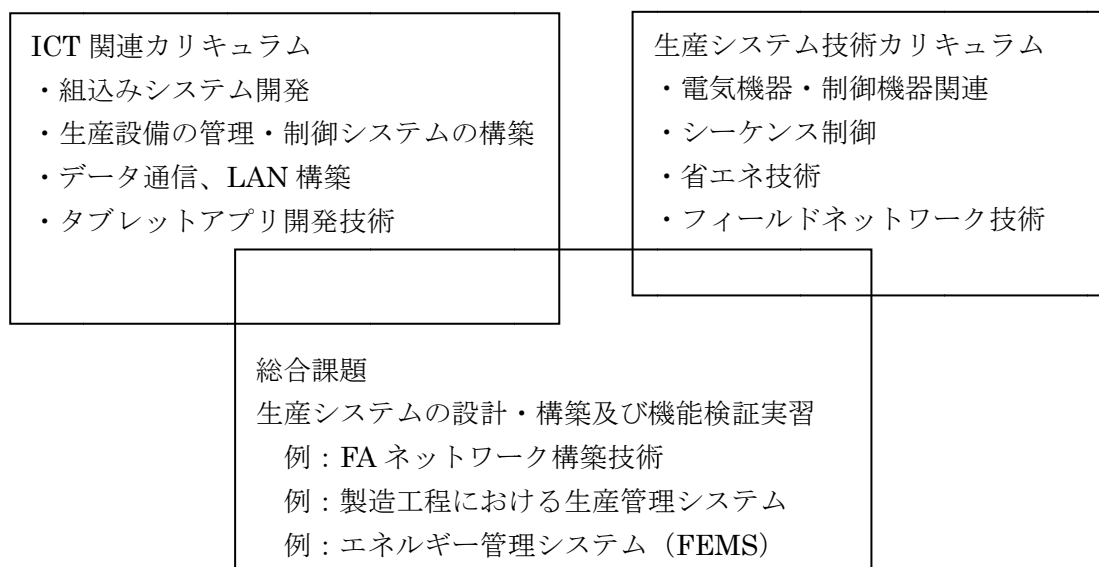 ICT 関連カリキュラム
・組込みシステム開発
・生産設備の管理・制御システムの構築
・データ通信、LAN 構築
・タブレットアプリ開発技術
生産システム技術カリキュラム
・電気機器・制御機器関連
・シーケンス制御
・省エネ技術
・フィールドネットワーク技術
総合課題
生産システムの設計・構築及び機能検証実習
例：FA ネットワーク構築技術
例：製造工程における生産管理システム
例：エネルギー管理システム（FEMS）